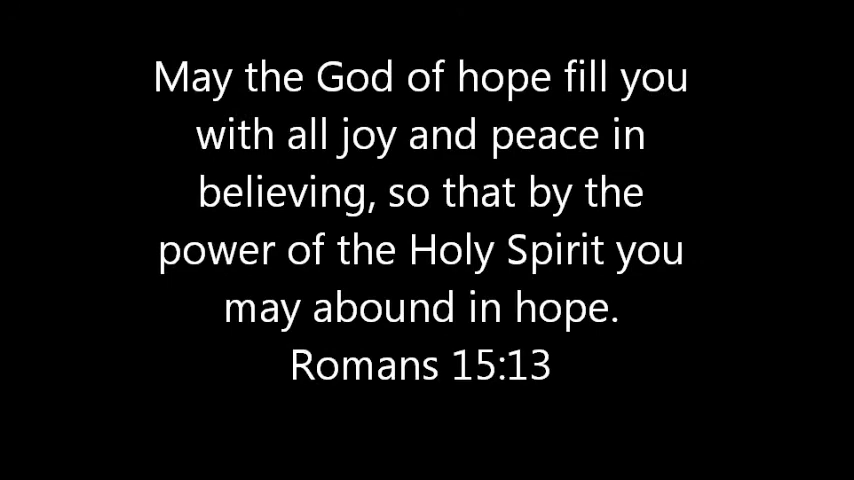 May the God of hope fill you
with all joy and peace in
believing, so that by the
power of the Holy Spirit you
may abound in hope.
Romans 15:13